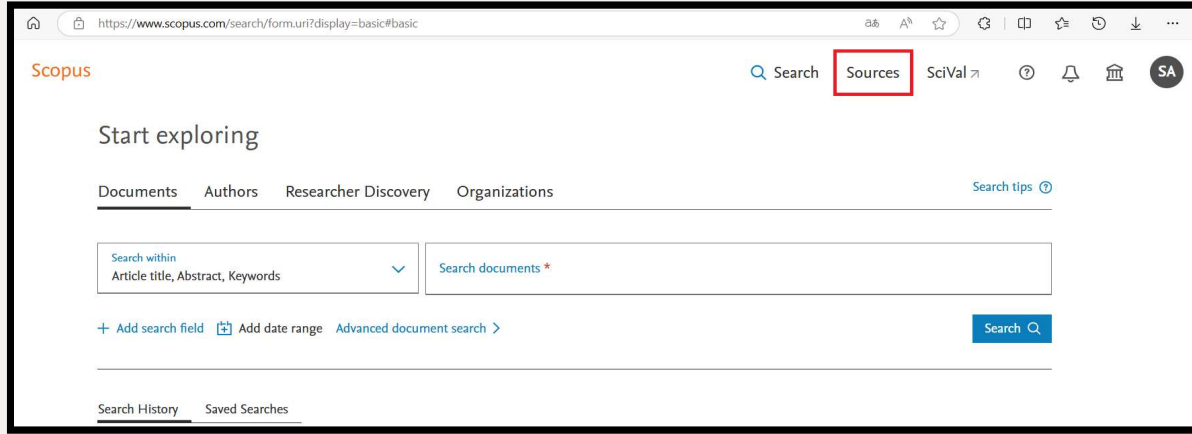 https://www.scopus.com/search/form.uri?display=basic#basic
Scopus
Search Sources SciVal SA
Start exploring
Documents Authors Researcher Discovery Organizations Search tips
Search within
Article title, Abstract, Keywords
Search documents *
+ Add search field Add date range Advanced document search >
Search
Search History Saved Searches